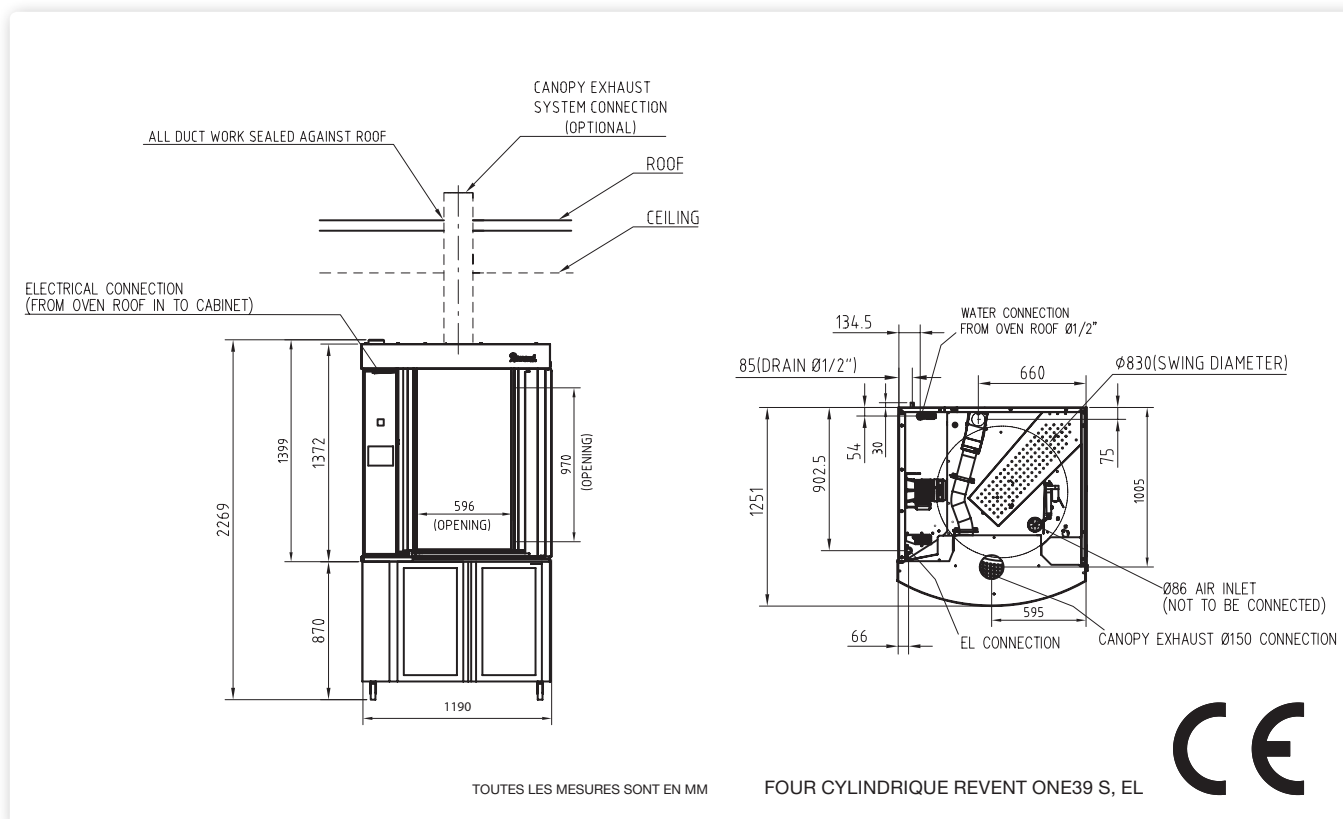 CANOPY EXHAUST
SYSTEM CONNECTION
(OPTIONAL)
ALL DUCT WORK SEALED AGAINST ROOF
ROOF
CEILING
ELECTRICAL CONNECTION
(FROM OVEN ROOF IN TO CABINET)
Revent
2269
1399
1372
870
970
(OPENING)
596
(OPENING)
1190
WATER CONNECTION
FROM OVEN ROOF Ø1/2"
134.5
85(DRAIN Ø1/2")
660
Ø830(SWING DIAMETER)
1251
902.5
54
30
75
1005
Ø86 AIR INLET
(NOT TO BE CONNECTED)
595
66
EL CONNECTION
CANOPY EXHAUST Ø150 CONNECTION
CE
TOUTES LES MESURES SONT EN MM
FOUR CYLINDRIQUE REVENT ONE39 S, EL